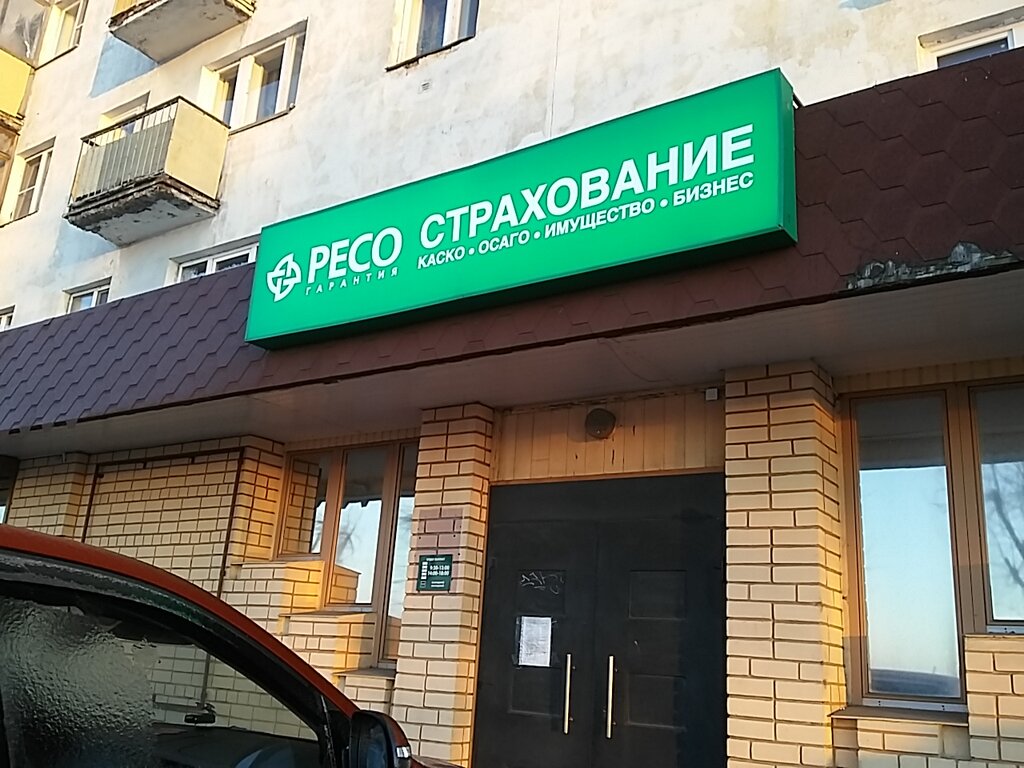 РЕСО
ГАРАНТИЯ
СТРАХОВАНИЕ
КАСКО • ОСАГО • ИМУЩЕСТВО • БИЗНЕС